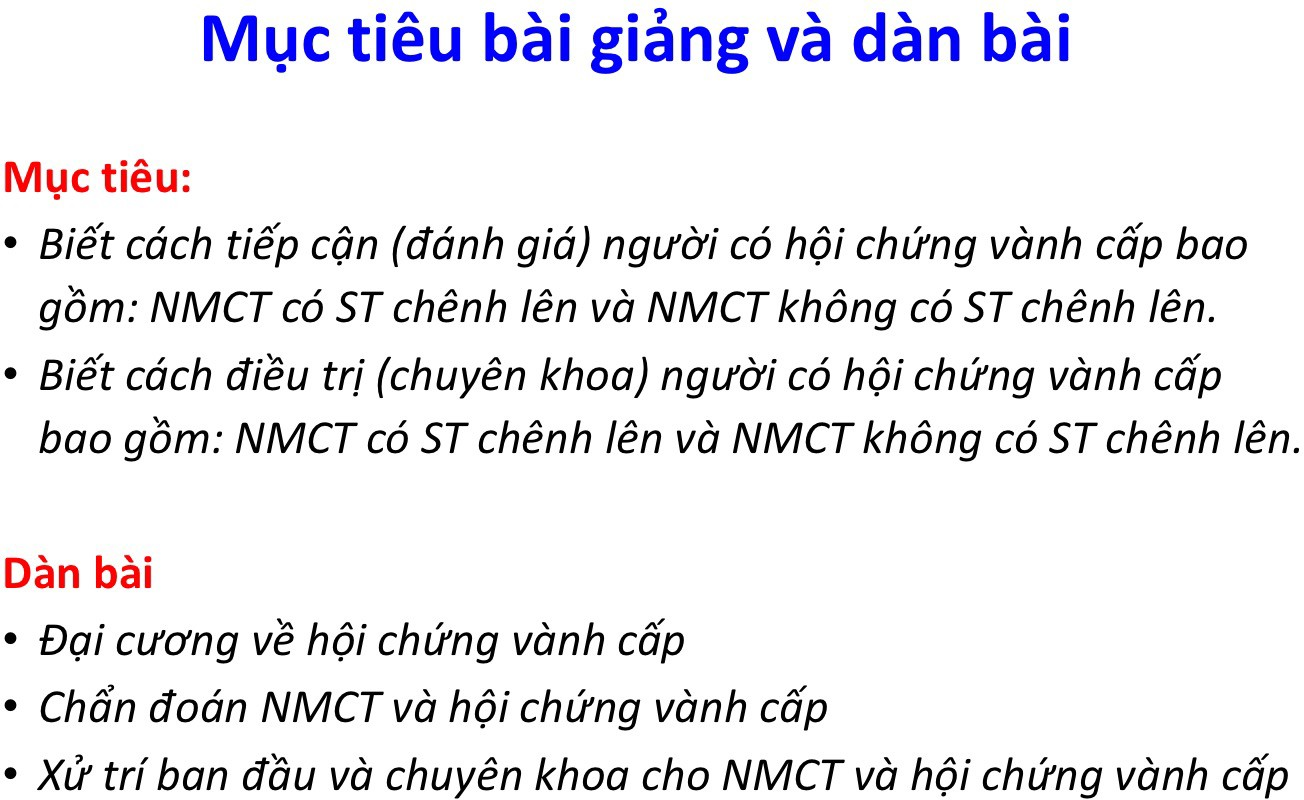 Mục tiêu bài giảng và dàn bài
Mục tiêu:
• Biết cách tiếp cận (đánh giá) người có hội chứng vành cấp bao
gồm: NMCT có ST chênh lên và NMCT không có ST chênh lên.
• Biết cách điều trị (chuyên khoa) người có hội chứng vành cấp
bao gồm: NMCT có ST chênh lên và NMCT không có ST chênh lên.
Dàn bài
• Đại cương về hội chứng vành cấp
• Chẩn đoán NMCT và hội chứng vành cấp
• Xử trí ban đầu và chuyên khoa cho NMCT và hội chứng vành cấp